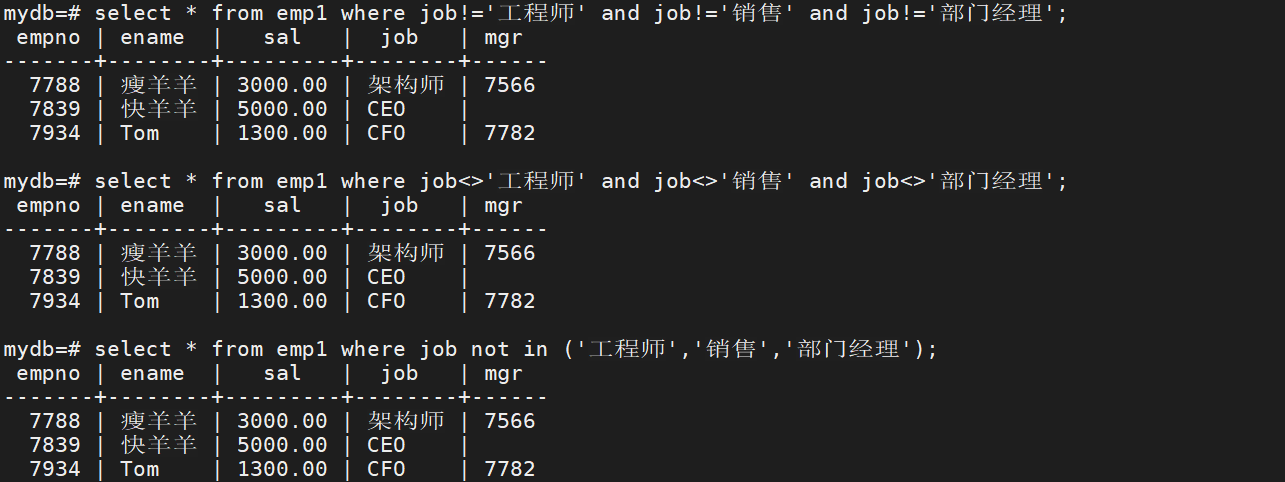 mydb=# select * from emp1 where job!='工程师' and job!='销售' and job!='部门经理';
 empno | ename  |   sal   |  job   | mgr
-------+--------+---------+--------+------
  7788 | 瘦羊羊 | 3000.00 | 架构师 | 7566
  7839 | 快羊羊 | 5000.00 | CEO    |
  7934 | Tom    | 1300.00 | CFO    | 7782
mydb=# select * from emp1 where job<>'工程师' and job<>'销售' and job<>'部门经理';
 empno | ename  |   sal   |  job   | mgr
-------+--------+---------+--------+------
  7788 | 瘦羊羊 | 3000.00 | 架构师 | 7566
  7839 | 快羊羊 | 5000.00 | CEO    |
  7934 | Tom    | 1300.00 | CFO    | 7782
mydb=# select * from emp1 where job not in ('工程师','销售','部门经理');
 empno | ename  |   sal   |  job   | mgr
-------+--------+---------+--------+------
  7788 | 瘦羊羊 | 3000.00 | 架构师 | 7566
  7839 | 快羊羊 | 5000.00 | CEO    |
  7934 | Tom    | 1300.00 | CFO    | 7782